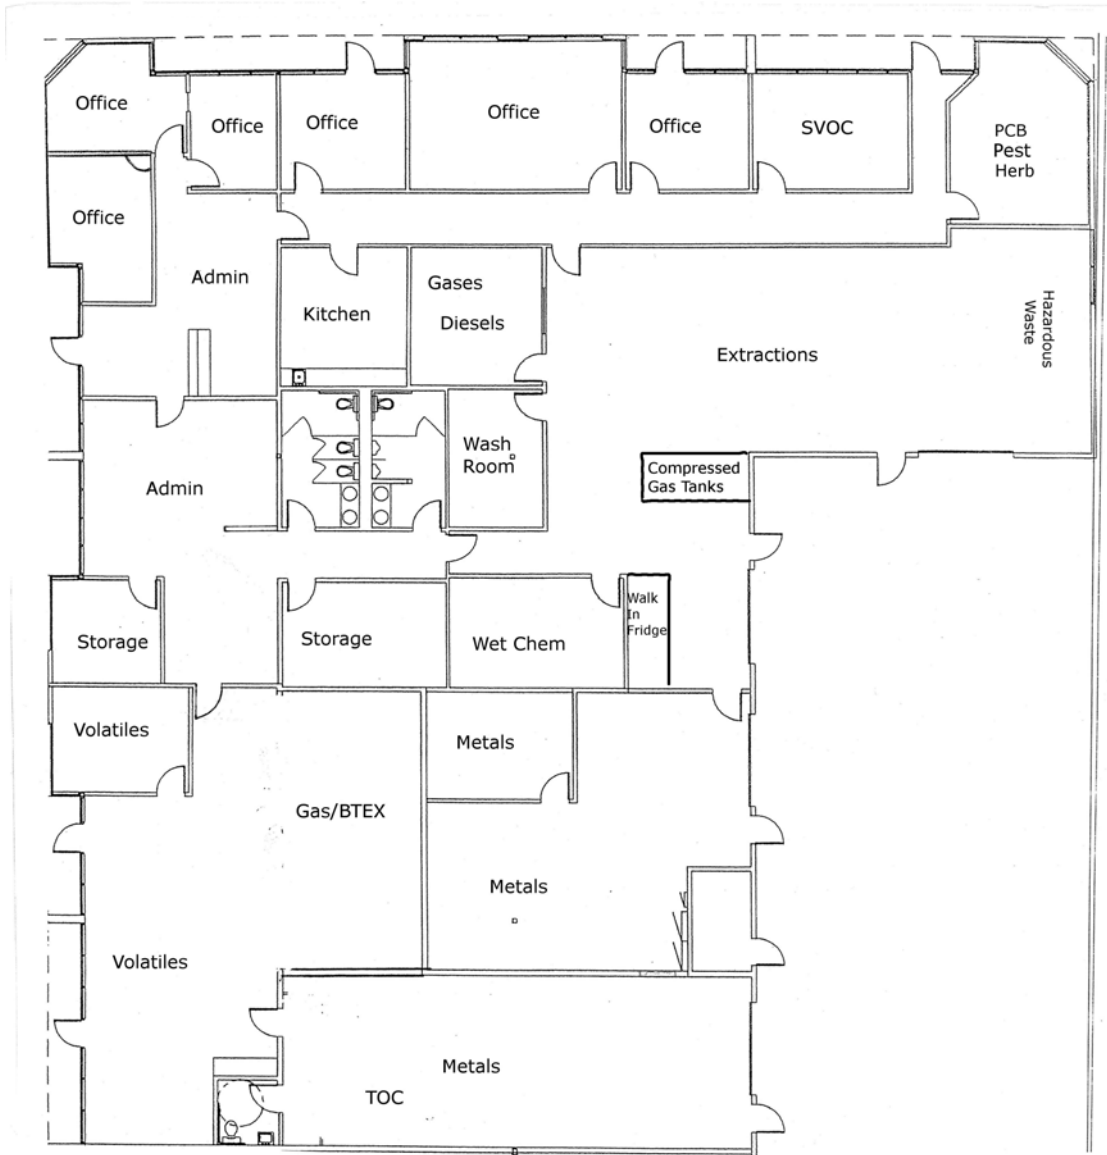 Office
Office
Office
Office
Office
SVOC
PCB
Pest
Herb
Office
Admin
Kitchen
Gases
Diesels
Extractions
Hazardous
Waste
Admin
Wash
Room
Compressed
Gas Tanks
Storage
Storage
Wet Chem
Walk
In
Fridge
Volatiles
Gas/BTEX
Metals
Metals
Volatiles
Metals
TOC